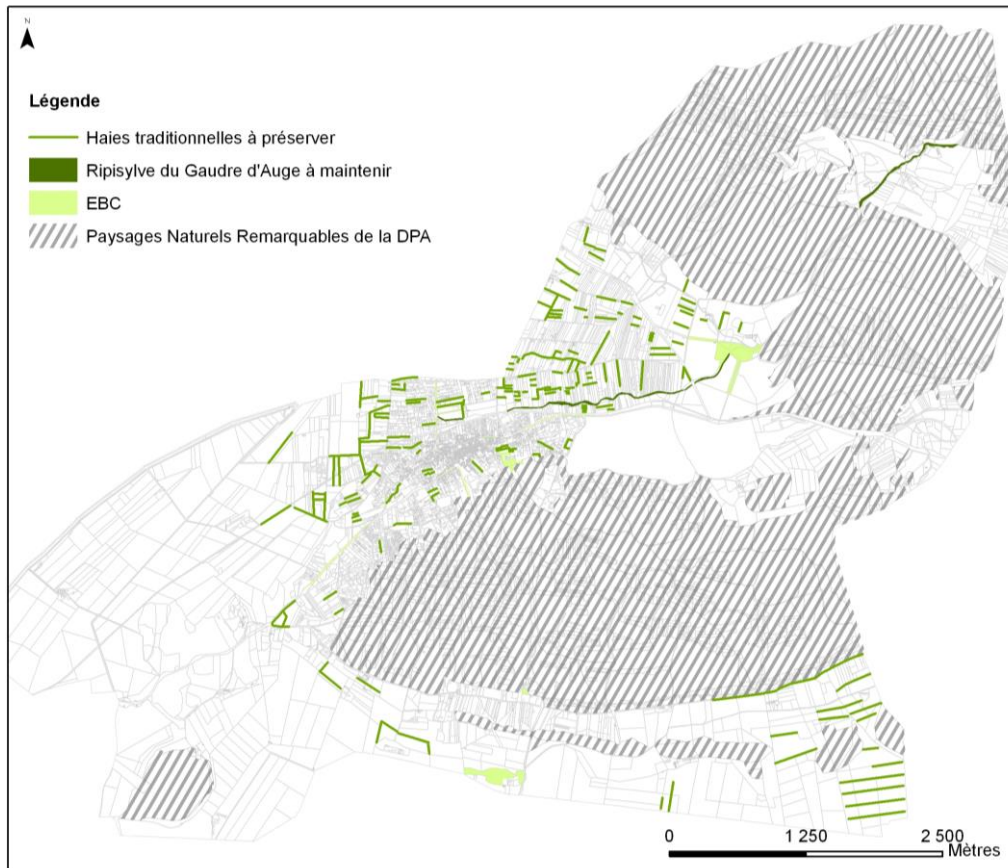 N
Légende
Haies traditionnelles à préserver
Ripisylve du Gaudre d'Auge à maintenir
EBC
Paysages Naturels Remarquables de la DPA
0 1 250 2 500
Mètres